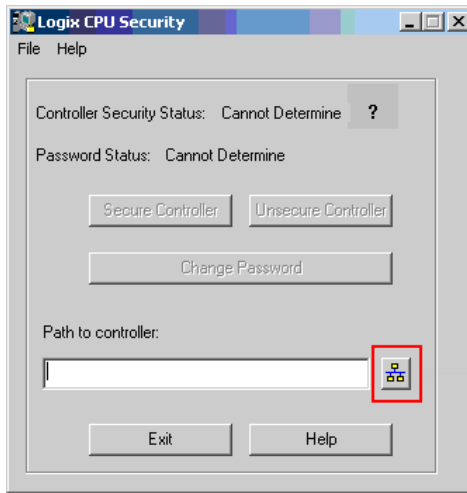 Logix CPU Security
File Help
Controller Security Status: Cannot Determine ?
Password Status: Cannot Determine
Secure Controller Unsecure Controller
Change Password
Path to controller:
Exit Help